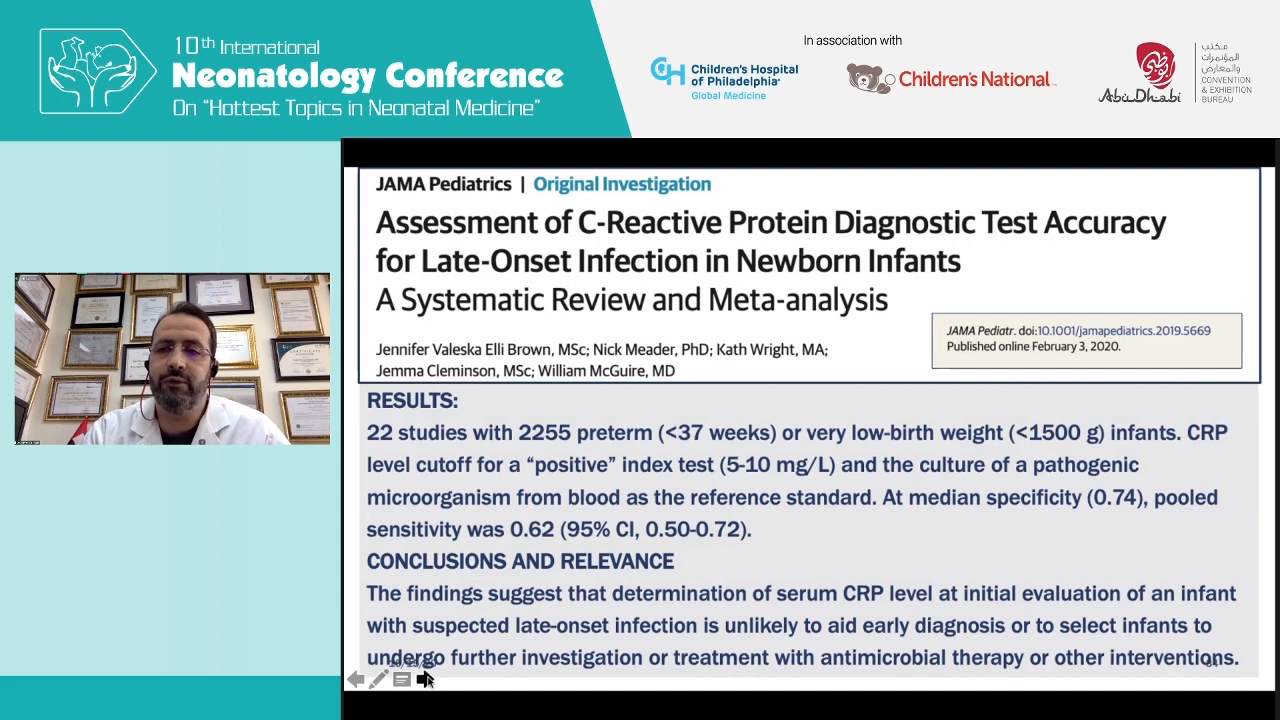 10th International
Neonatology Conference
On “Hottest Topics in Neonatal Medicine”
In association with
Children's Hospital
of Philadelphia
Global Medicine
Children's National
Abu Dhabi
أبوظبي
مكتب
المؤتمرات
والمعارض
CONVENTION
& EXHIBITION
BUREAU
JAMA Pediatrics | Original Investigation
Assessment of C-Reactive Protein Diagnostic Test Accuracy
for Late-Onset Infection in Newborn Infants
A Systematic Review and Meta-analysis
Jennifer Valeska Elli Brown, MSc; Nick Meader, PhD; Kath Wright, MA;
Jemma Cleminson, MSc; William McGuire, MD
JAMA Pediatr. doi:10.1001/jamapediatrics.2019.5669
Published online February 3, 2020.
RESULTS:
22 studies with 2255 preterm (<37 weeks) or very low-birth weight (<1500 g) infants. CRP
level cutoff for a “positive” index test (5-10 mg/L) and the culture of a pathogenic
microorganism from blood as the reference standard. At median specificity (0.74), pooled
sensitivity was 0.62 (95% CI, 0.50-0.72).
CONCLUSIONS AND RELEVANCE
The findings suggest that determination of serum CRP level at initial evaluation of an infant
with suspected late-onset infection is unlikely to aid early diagnosis or to select infants to
undergo further investigation or treatment with antimicrobial therapy or other interventions.